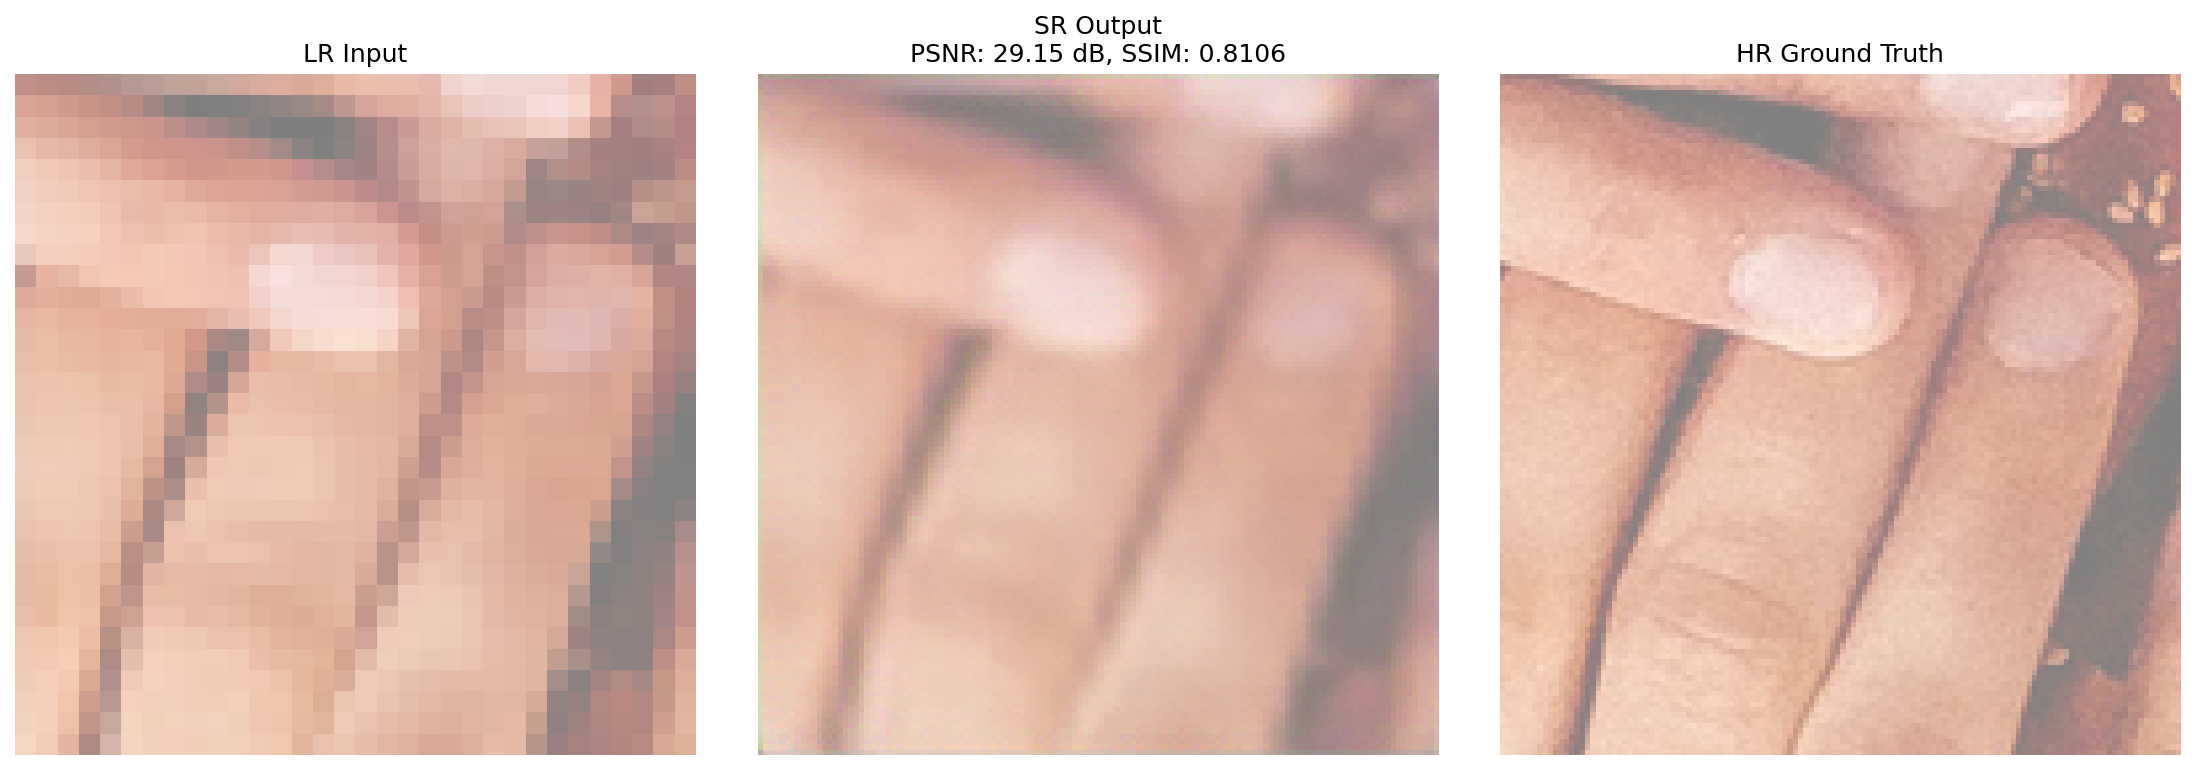 LR Input
SR Output
PSNR: 29.15 dB, SSIM: 0.8106
HR Ground Truth